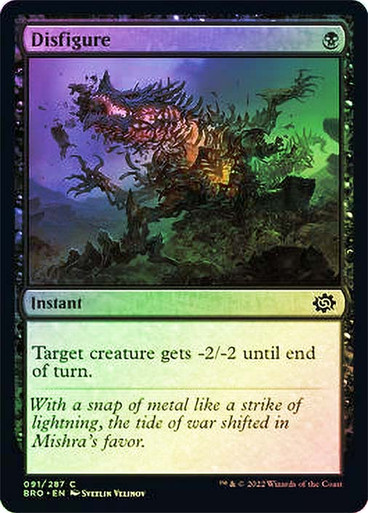 Disfigure
Instant
Target creature gets -2/-2 until end
of turn.
With a snap of metal like a strike of
lightning, the tide of war shifted in
Mishra's favor.
091/287 C
BRO • EN Svetlin Velinov
™ & © 2022 Wizards of the Coast